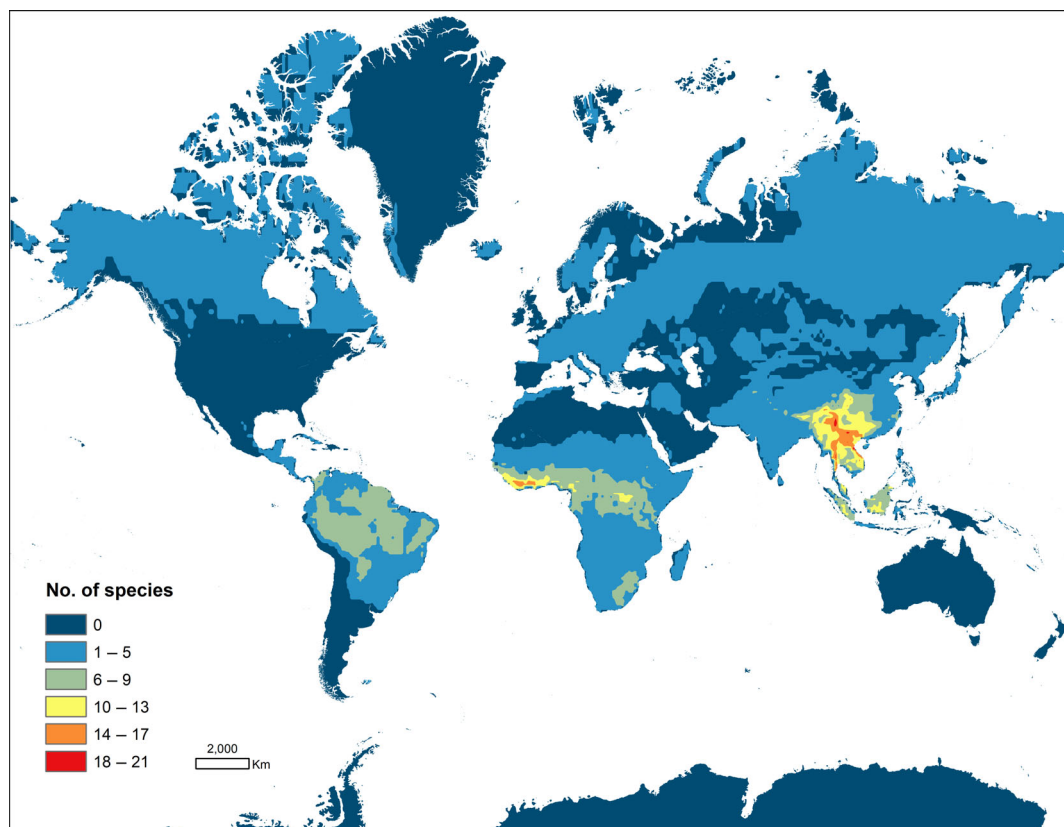 No. of species
0
1 – 5
6 – 9
10 – 13
14 – 17
18 – 21
2,000
Km